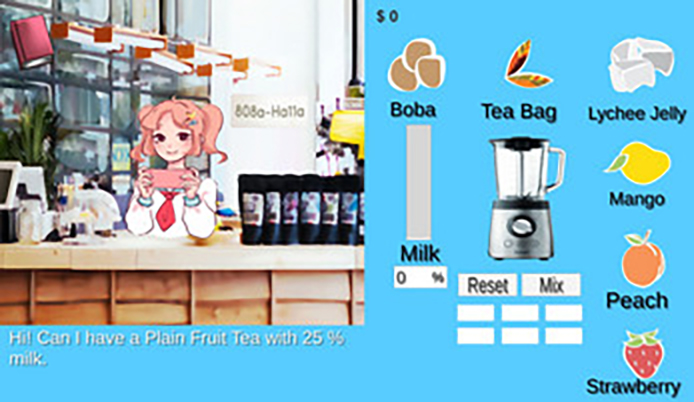 $ 0
808a-Ha11a
Boba
Tea Bag
Lychee Jelly
Mango
Milk
0 %
Reset
Mix
Peach
Strawberry
Hi! Can I have a Plain Fruit Tea with 25 %
milk.